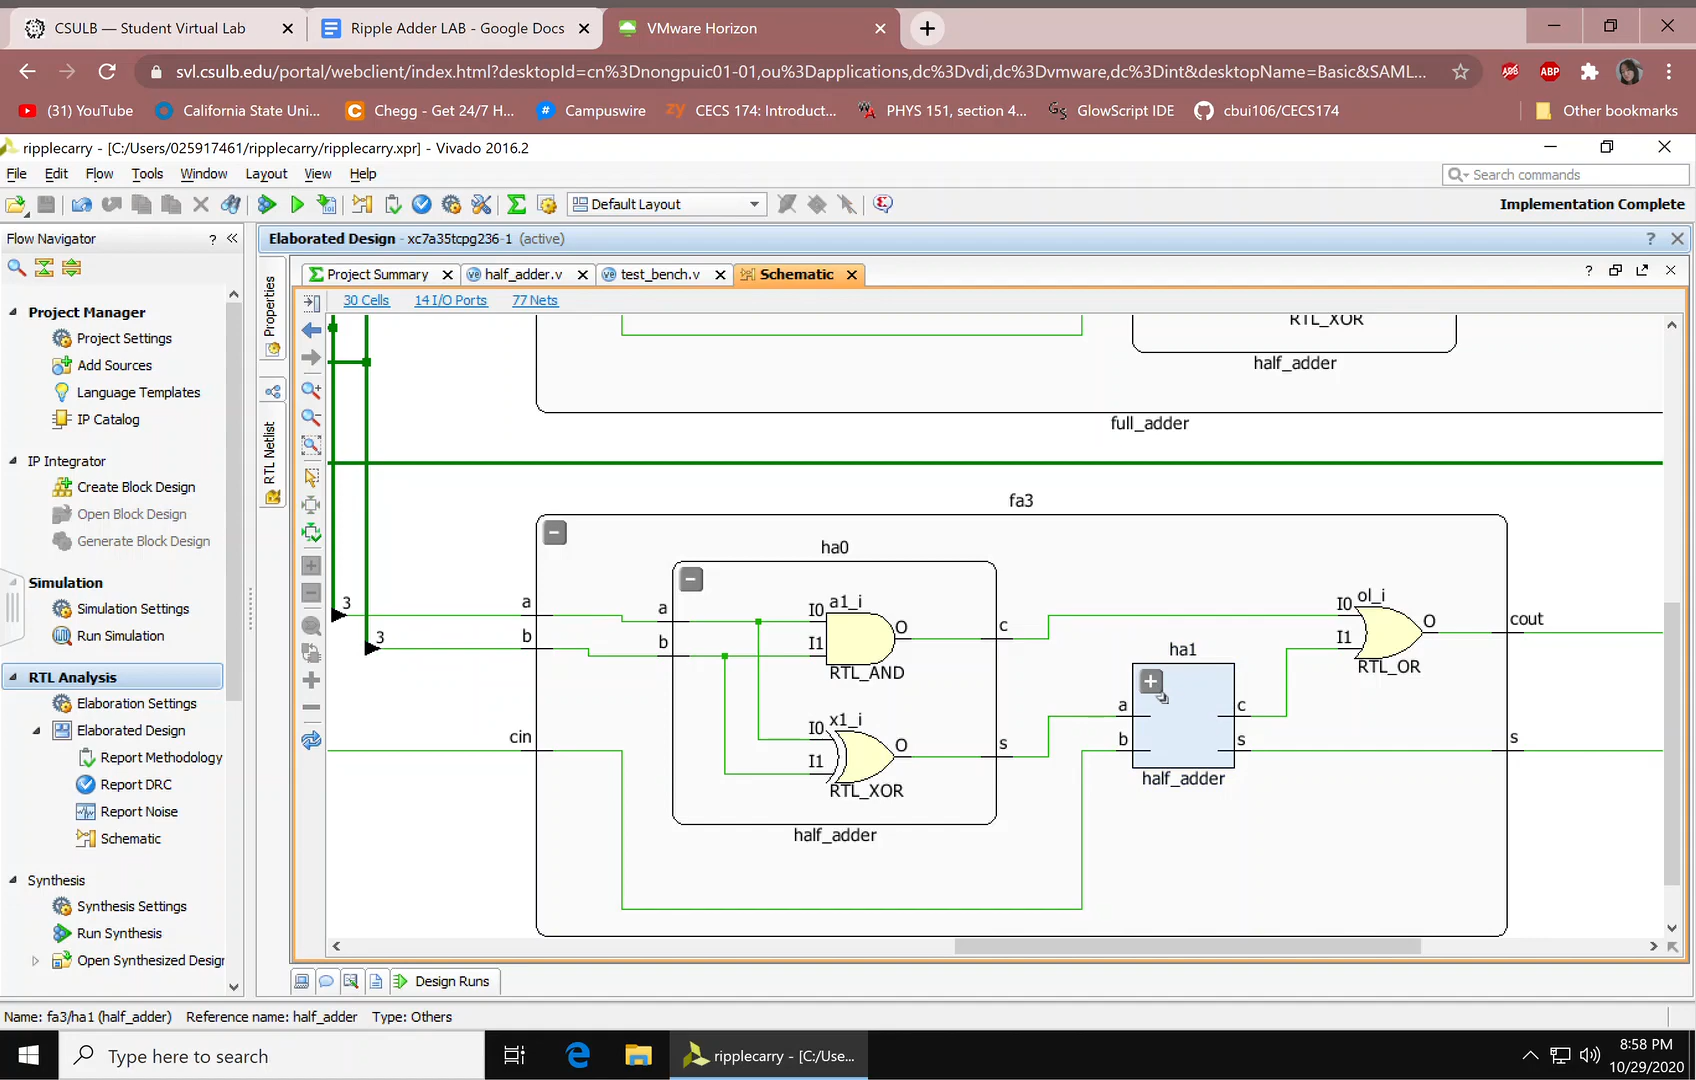 CSULB — Student Virtual Lab
Ripple Adder LAB - Google Docs
VMware Horizon
svl.csulb.edu/portal/webclient/index.html?desktopId=cn%3Dnongpuic01-01,ou%3Dapplications,dc%3Dvdi,dc%3Dvmware,dc%3Dint&desktopName=Basic&SAML...
ABP
(31) YouTube
California State Uni...
Chegg - Get 24/7 H...
Campuswire
zy CECS 174: Introduct...
PHYS 151, section 4...
GlowScript IDE
cbui106/CECS174
Other bookmarks
ripplecarry - [C:/Users/025917461/ripplecarry/ripplecarry.xpr] - Vivado 2016.2
File Edit Flow Tools Window Layout View Help
Search commands
Default Layout
Implementation Complete
Flow Navigator
Elaborated Design - xc7a35tcpg236-1 (active)
Project Summary
half_adder.v
test_bench.v
Schematic
30 Cells
14 I/O Ports
77 Nets
Properties
RTL Netlist
Project Manager
Project Settings
Add Sources
Language Templates
IP Catalog
IP Integrator
Create Block Design
Open Block Design
Generate Block Design
Simulation
Simulation Settings
Run Simulation
RTL Analysis
Elaboration Settings
Elaborated Design
Report Methodology
Report DRC
Report Noise
Schematic
Synthesis
Synthesis Settings
Run Synthesis
Open Synthesized Design
RTL_XOR
half_adder
full_adder
fa3
ha0
3
3
a
b
cin
a
b
I0
I1
a1_i
O
RTL_AND
I0
I1
x1_i
O
RTL_XOR
c
s
half_adder
ha1
a
b
c
s
half_adder
I0
I1
ol_i
O
RTL_OR
cout
s
Design Runs
Name: fa3/ha1 (half_adder) Reference name: half_adder Type: Others
Type here to search
ripplecarry - [C:/Use...
8:58 PM
10/29/2020